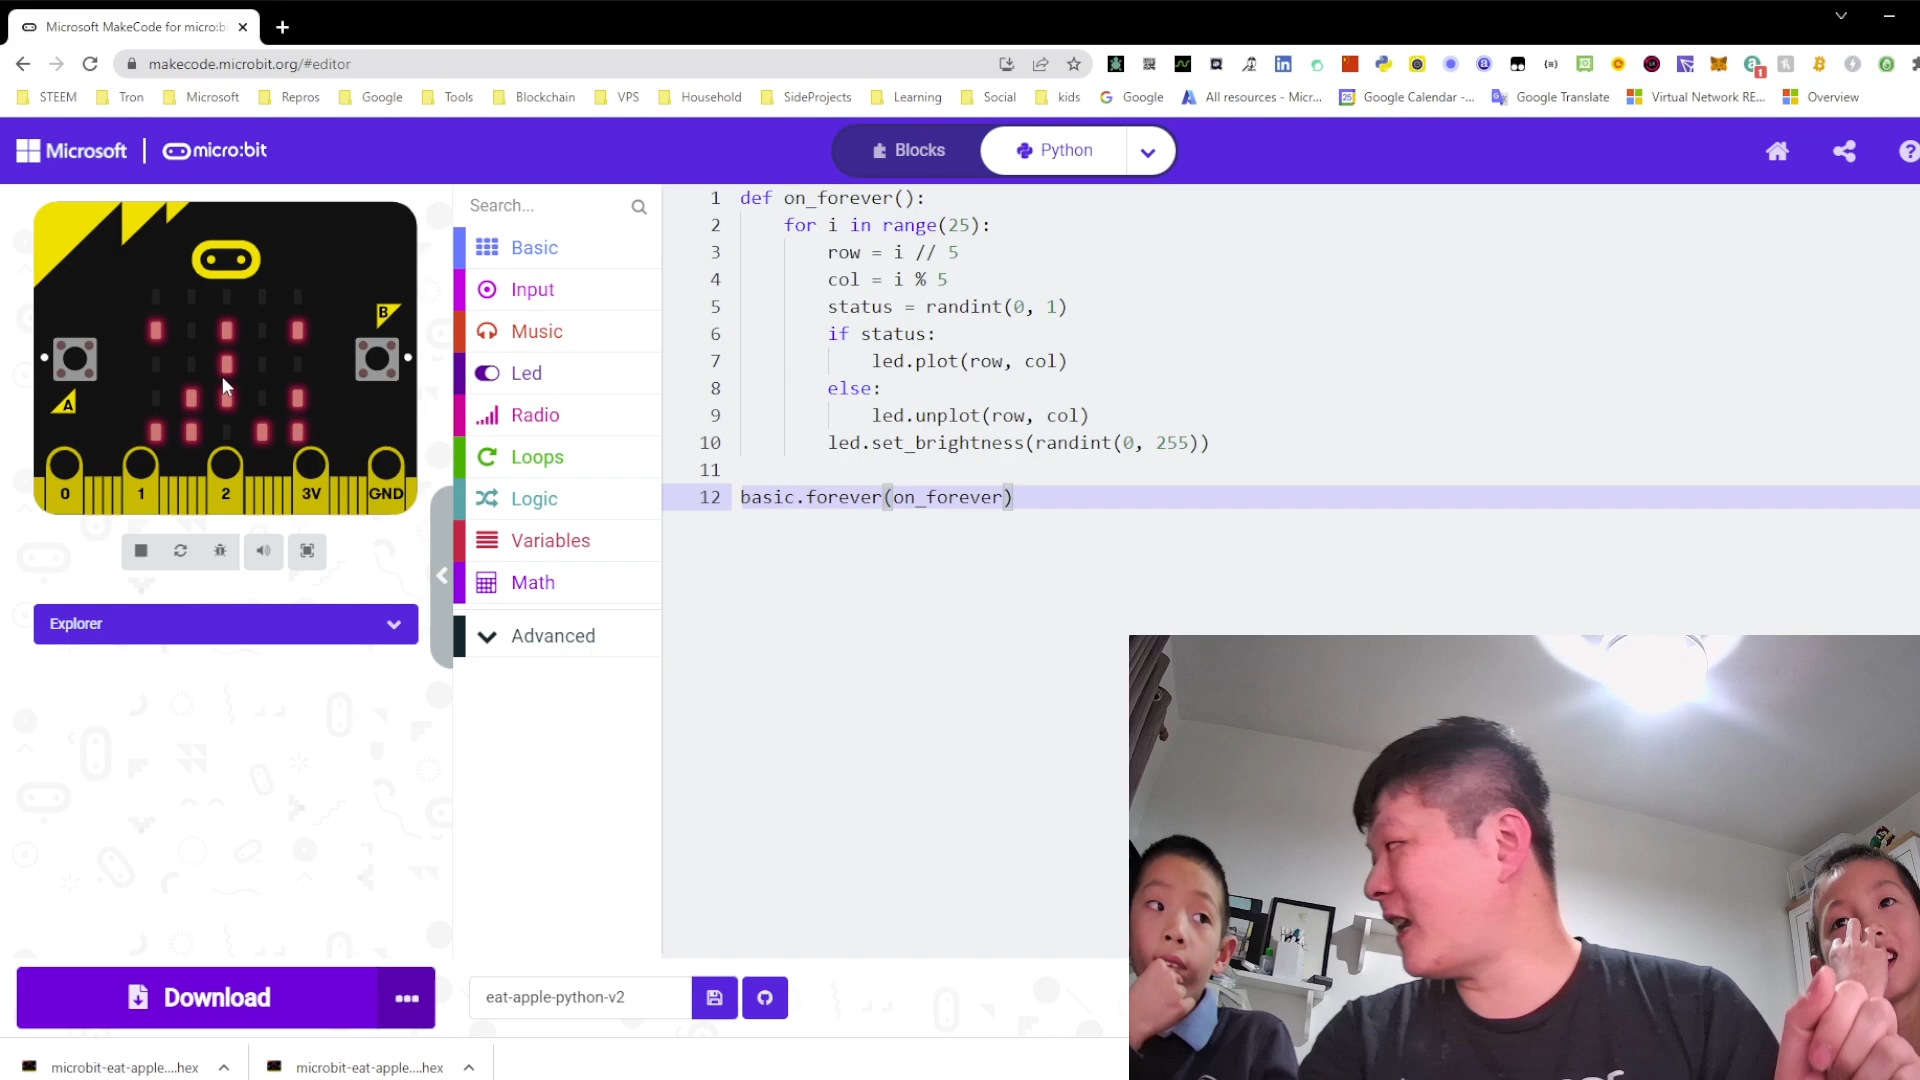 Microsoft MakeCode for micro:b
makecode.microbit.org/#editor
STEEM Tron Microsoft Repros Google Tools Blockchain VPS Household SideProjects Learning Social kids Google All resources - Micr... Google Calendar -... Google Translate Virtual Network RE... Overview
Microsoft micro:bit
Blocks Python
Search...
Basic
Input
Music
Led
Radio
Loops
Logic
Variables
Math
Advanced
1 def on_forever():
2 for i in range(25):
3 row = i // 5
4 col = i % 5
5 status = randint(0, 1)
6 if status:
7 led.plot(row, col)
8 else:
9 led.unplot(row, col)
10 led.set_brightness(randint(0, 255))
11
12 basic.forever(on_forever)
B
A
0 1 2 3V GND
Explorer
Download
eat-apple-python-v2
microbit-eat-apple....hex microbit-eat-apple....hex